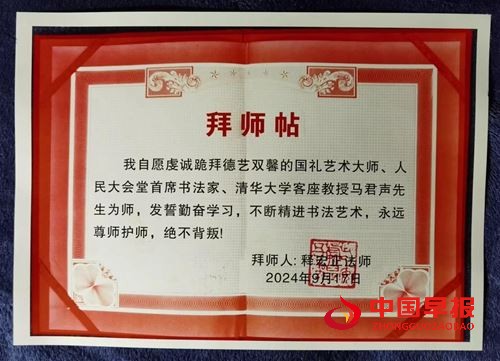 拜师帖
我自愿虔诚跪拜德艺双馨的国礼艺术大师、人
民大会堂首席书法家、清华大学客座教授马君声先
生为师，发誓勤奋学习，不断精进书法艺术，永远
尊师护师，绝不背叛!
拜师人: 释宏正法师
2024年9月17日
中国早报